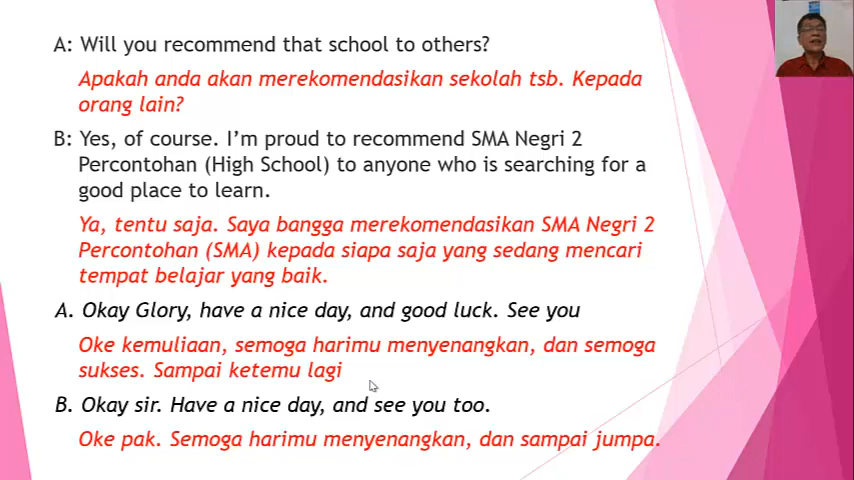 A: Will you recommend that school to others?
Apakah anda akan merekomendasikan sekolah tsb. Kepada
orang lain?
B: Yes, of course. I’m proud to recommend SMA Negri 2
Percontohan (High School) to anyone who is searching for a
good place to learn.
Ya, tentu saja. Saya bangga merekomendasikan SMA Negri 2
Percontohan (SMA) kepada siapa saja yang sedang mencari
tempat belajar yang baik.
A. Okay Glory, have a nice day, and good luck. See you
Oke kemuliaan, semoga harimu menyenangkan, dan semoga
sukses. Sampai ketemu lagi
B. Okay sir. Have a nice day, and see you too.
Oke pak. Semoga harimu menyenangkan, dan sampai jumpa.